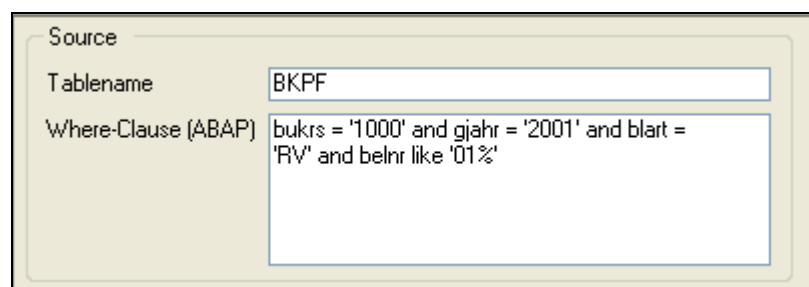 Source
Tablename BKPF
Where-Clause (ABAP) bukrs = '1000' and gjahr = '2001' and blart =
'RV' and belnr like '01%'